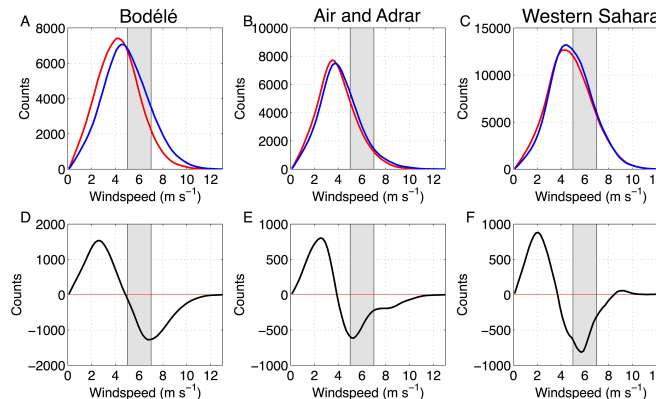 Bodélé
Air and Adrar
Western Sahara
A
B
C
8000
6000
4000
2000
0
Counts
0 2 4 6 8 10 12
Windspeed (m s⁻¹)
10000
8000
6000
4000
2000
0
Counts
0 2 4 6 8 10 12
Windspeed (m s⁻¹)
15000
10000
5000
0
Counts
0 2 4 6 8 10
Windspeed (m s⁻¹)
D
E
F
2000
1000
0
−1000
−2000
Counts
0 2 4 6 8 10 12
Windspeed (m s⁻¹)
1000
500
0
−500
−1000
Counts
0 2 4 6 8 10 12
Windspeed (m s⁻¹)
1000
500
0
−500
−1000
Counts
0 2 4 6 8 10
Windspeed (m s⁻¹)